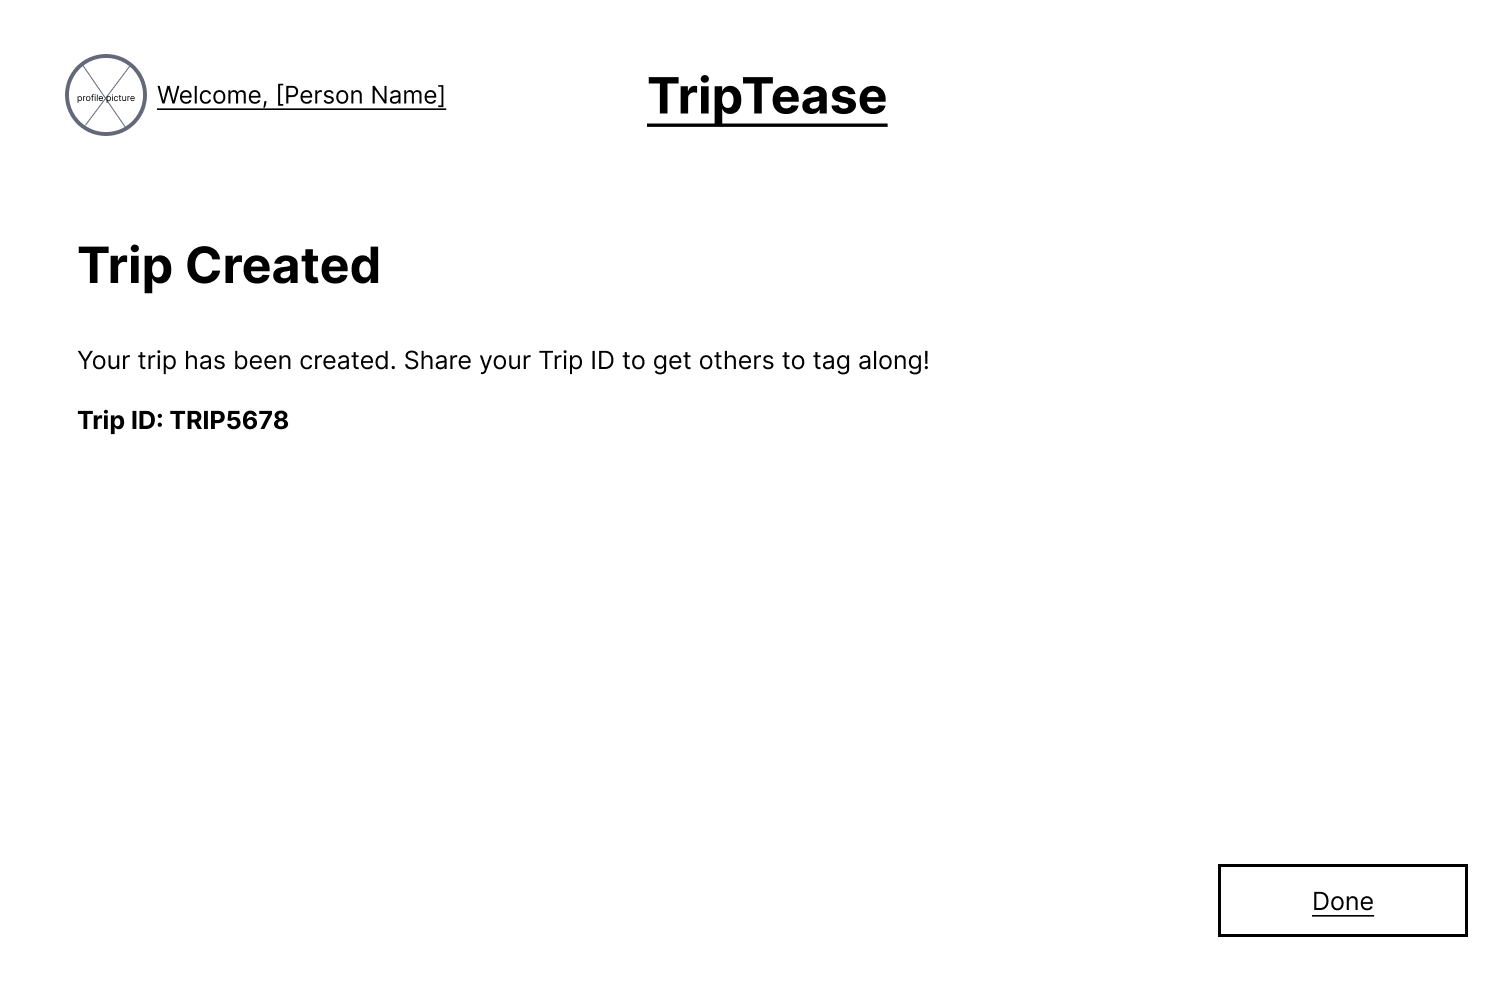 profile picture
Welcome, [Person Name]
TripTease
Trip Created
Your trip has been created. Share your Trip ID to get others to tag along!
Trip ID: TRIP5678
Done